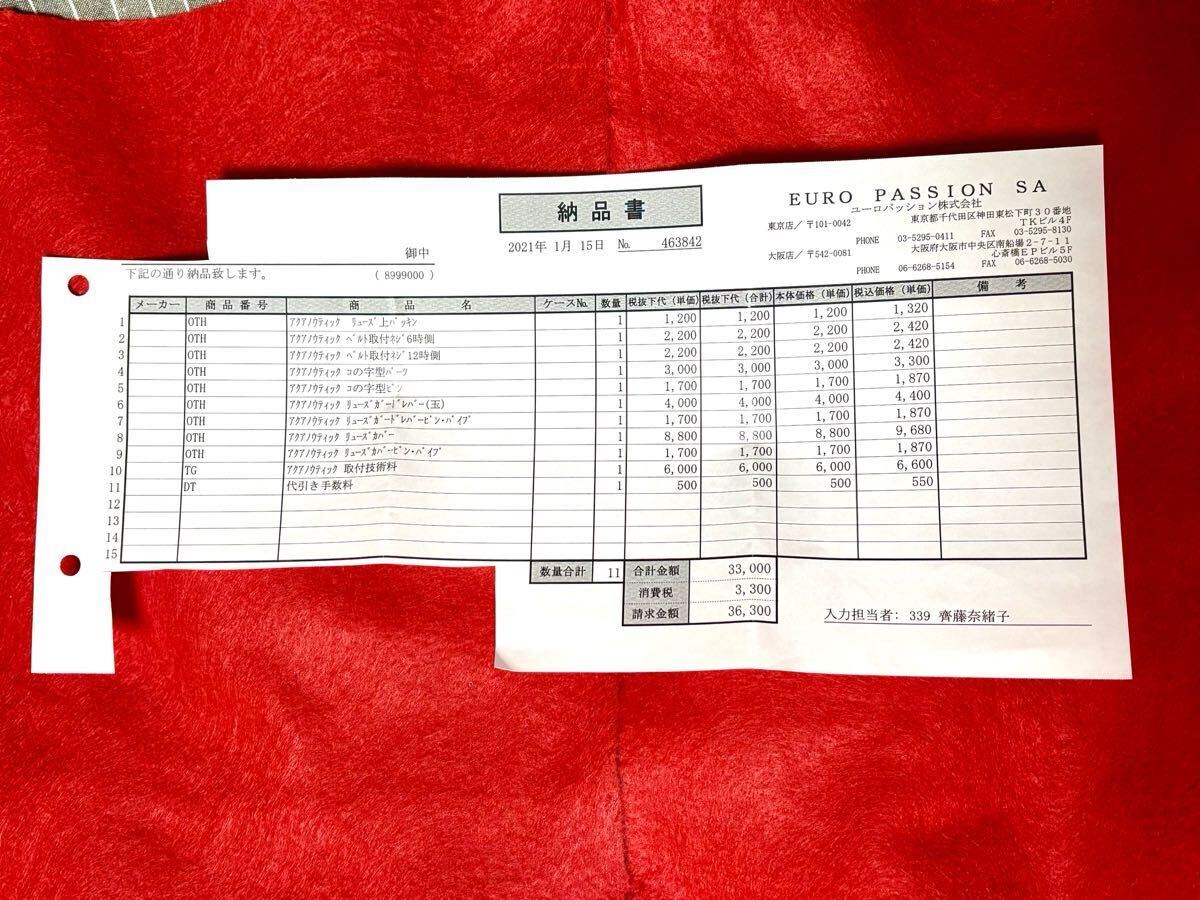 納品書
2021年 1月 15日 No. 463842
EURO PASSION SA
ユーロパッション株式会社
東京店／〒101-0042 東京都千代田区神田東松下町３０番地
ＴＫビル４Ｆ
PHONE 03-5295-0411 FAX 03-5295-8130
大阪店／〒542-0081 大阪府大阪市中央区南船場２-７-１１
心斎橋ＥＰビル５Ｆ
PHONE 06-6268-5154 FAX 06-6268-5030
御中
下記の通り納品致します。 (8999000)
メーカー 商品番号 商品名 ケースNo. 数量 税抜下代(単価) 税抜下代(合計) 本体価格(単価) 税込価格(単価) 備考
1 OTH ｱｸｱﾉｳﾃｨｯｸ ﾘｭｰｽﾞ上ﾊﾟｯｷﾝ 1 1,200 1,200 1,200 1,320
2 OTH ｱｸｱﾉｳﾃｨｯｸ ﾍﾞﾙﾄ取付ﾈｼﾞ6時側 1 2,200 2,200 2,200 2,420
3 OTH ｱｸｱﾉｳﾃｨｯｸ ﾍﾞﾙﾄ取付ﾈｼﾞ12時側 1 2,200 2,200 2,200 2,420
4 OTH ｱｸｱﾉｳﾃｨｯｸ ｺの字型ﾊﾟｰﾂ 1 3,000 3,000 3,000 3,300
5 OTH ｱｸｱﾉｳﾃｨｯｸ ｺの字型ﾋﾟﾝ 1 1,700 1,700 1,700 1,870
6 OTH ｱｸｱﾉｳﾃｨｯｸ ﾘｭｰｽﾞｶﾞｰﾄﾞﾚﾊﾞｰ(玉) 1 4,000 4,000 4,000 4,400
7 OTH ｱｸｱﾉｳﾃｨｯｸ ﾘｭｰｽﾞｶﾞｰﾄﾞﾚﾊﾞｰﾋﾟﾝ･ﾊﾟｲﾌﾟ 1 1,700 1,700 1,700 1,870
8 OTH ｱｸｱﾉｳﾃｨｯｸ ﾘｭｰｽﾞｶﾊﾞｰ 1 8,800 8,800 8,800 9,680
9 OTH ｱｸｱﾉｳﾃｨｯｸ ﾘｭｰｽﾞｶﾊﾞｰﾋﾟﾝ･ﾊﾟｲﾌﾟ 1 1,700 1,700 1,700 1,870
10 TG ｱｸｱﾉｳﾃｨｯｸ 取付技術料 1 6,000 6,000 6,000 6,600
11 DT 代引き手数料 1 500 500 500 550
12
13
14
15
数量合計 11 合計金額 33,000
消費税 3,300
請求金額 36,300
入力担当者: 339 齊藤奈緒子